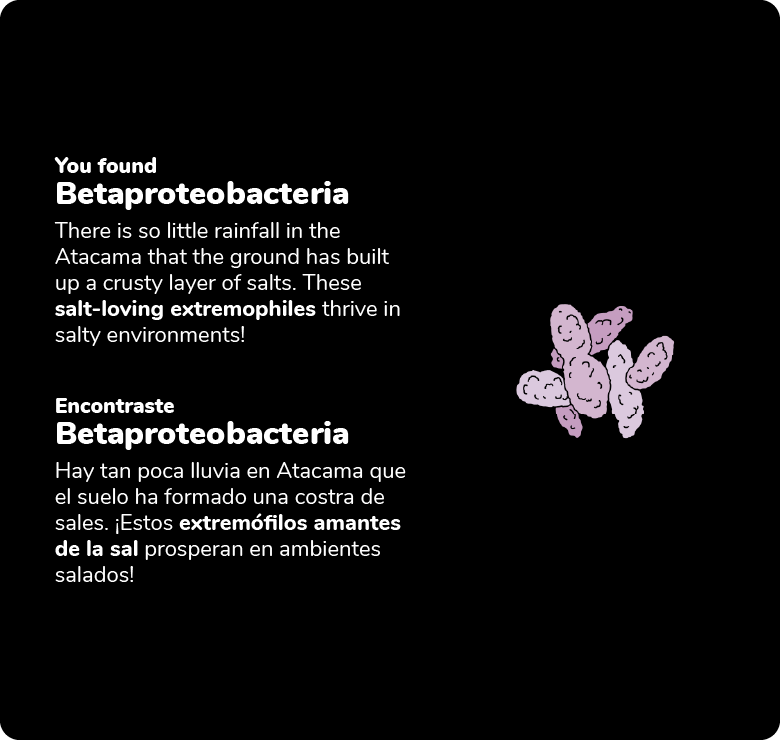 You found
Betaproteobacteria
There is so little rainfall in the
Atacama that the ground has built
up a crusty layer of salts. These
salt-loving extremophiles thrive in
salty environments!
Encontraste
Betaproteobacteria
Hay tan poca lluvia en Atacama que
el suelo ha formado una costra de
sales. ¡Estos extremófilos amantes
de la sal prosperan en ambientes
salados!